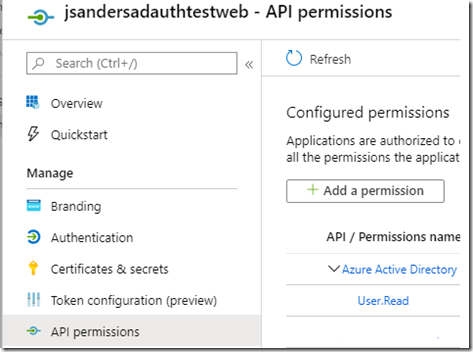 jsandersadauthtestweb - API permissions
Search (Ctrl+/)
«
Overview
Quickstart
Manage
Branding
Authentication
Certificates & secrets
Token configuration (preview)
API permissions
Refresh
Configured permissions
Applications are authorized to
all the permissions the applicat
+ Add a permission
API / Permissions name
Azure Active Directory
User.Read